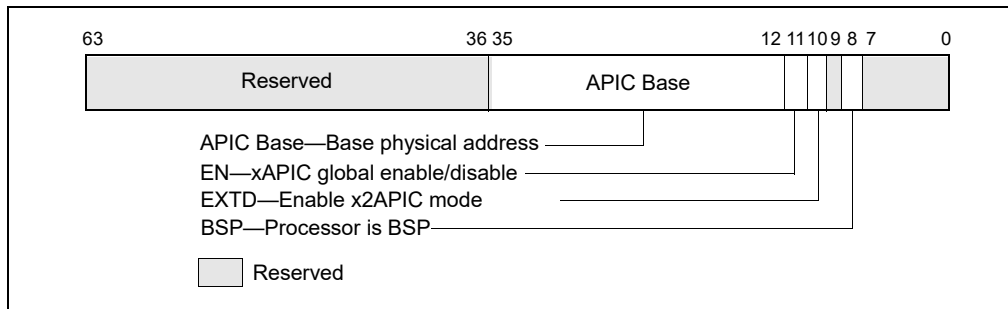 63 36 35 12 11 10 9 8 7 0
Reserved APIC Base
APIC Base—Base physical address
EN—xAPIC global enable/disable
EXTD—Enable x2APIC mode
BSP—Processor is BSP
Reserved